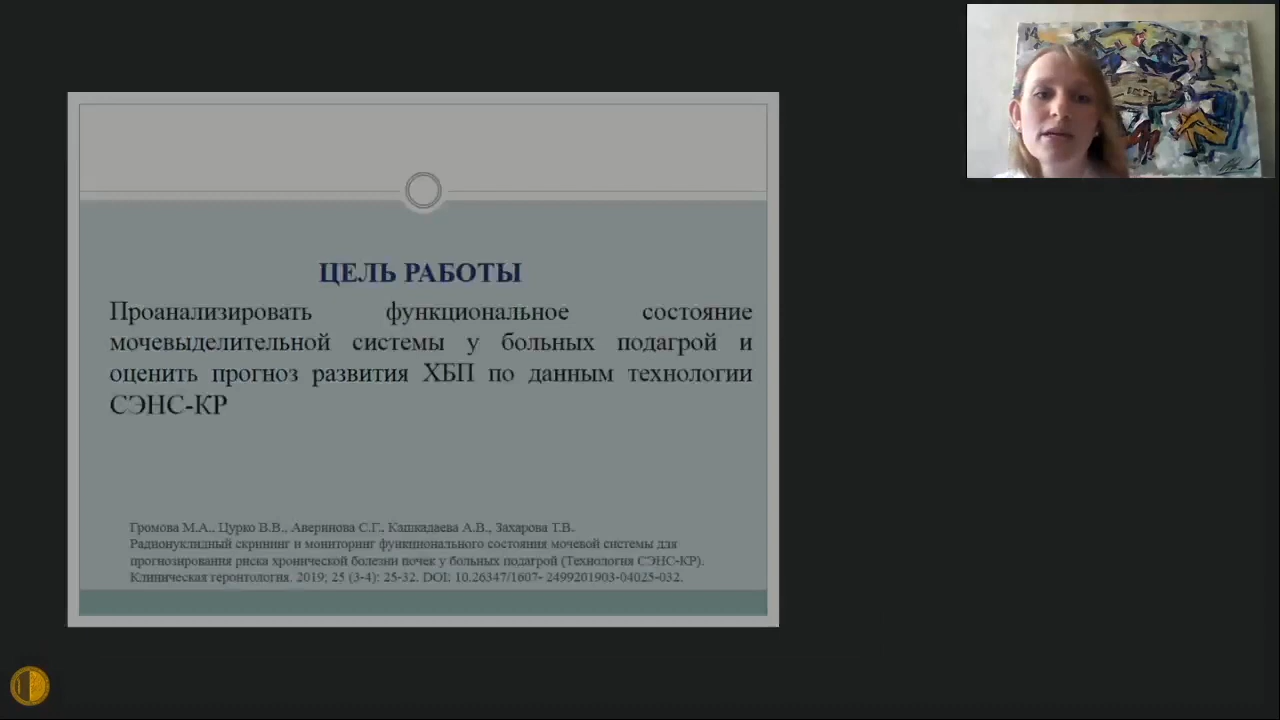 ЦЕЛЬ РАБОТЫ
Проанализировать функциональное состояние
мочевыделительной системы у больных подагрой и
оценить прогноз развития ХБП по данным технологии
СЭНС-КР
Громова М.А., Цурко В.В., Аверинова С.Г., Кашкадаева А.В., Захарова Т.В.
Радионуклидный скрининг и мониторинг функционального состояния мочевой системы для
прогнозирования риска хронической болезни почек у больных подагрой (Технология СЭНС-КР).
Клиническая геронтология. 2019; 25 (3-4): 25-32. DOI: 10.26347/1607- 2499201903-04025-032.